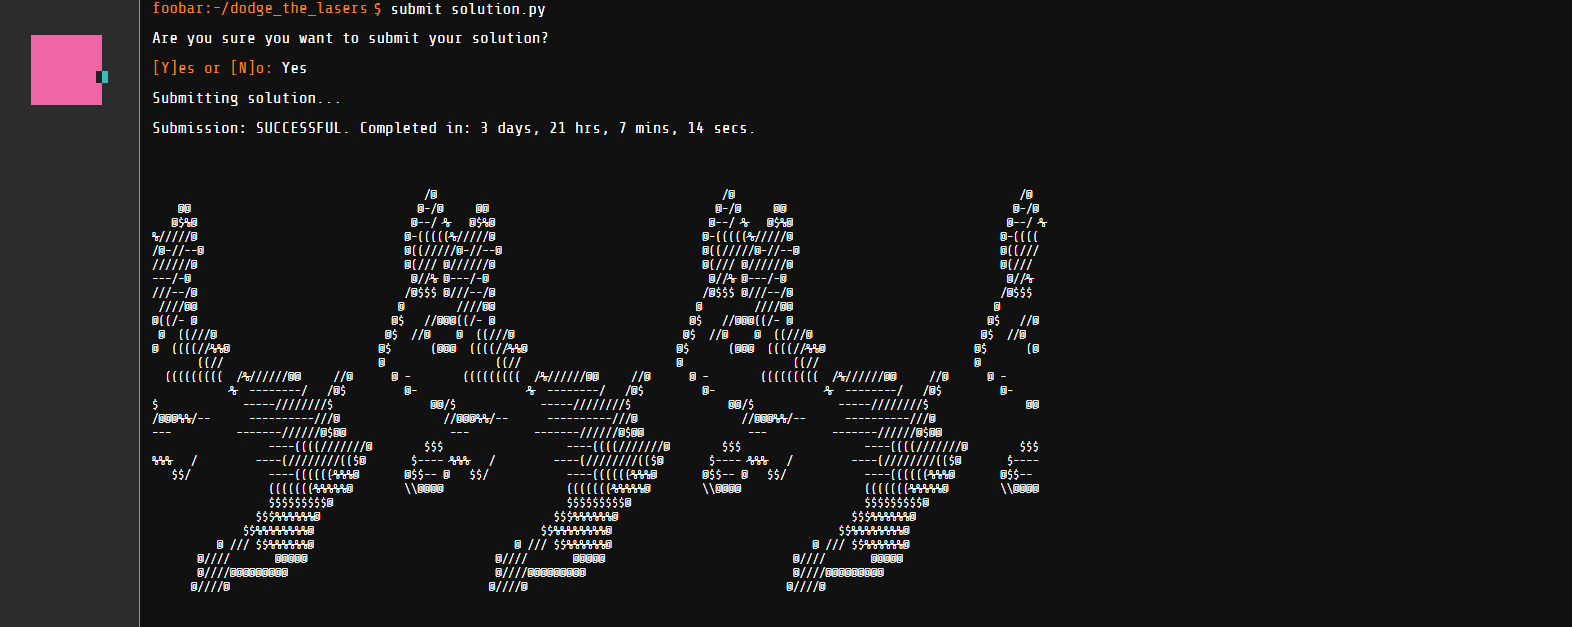 foobar:~/dodge_the_lasers $ submit solution.py
Are you sure you want to submit your solution?
[Y]es or [N]o: Yes
Submitting solution...
Submission: SUCCESSFUL. Completed in: 3 days, 21 hrs, 7 mins, 14 secs.